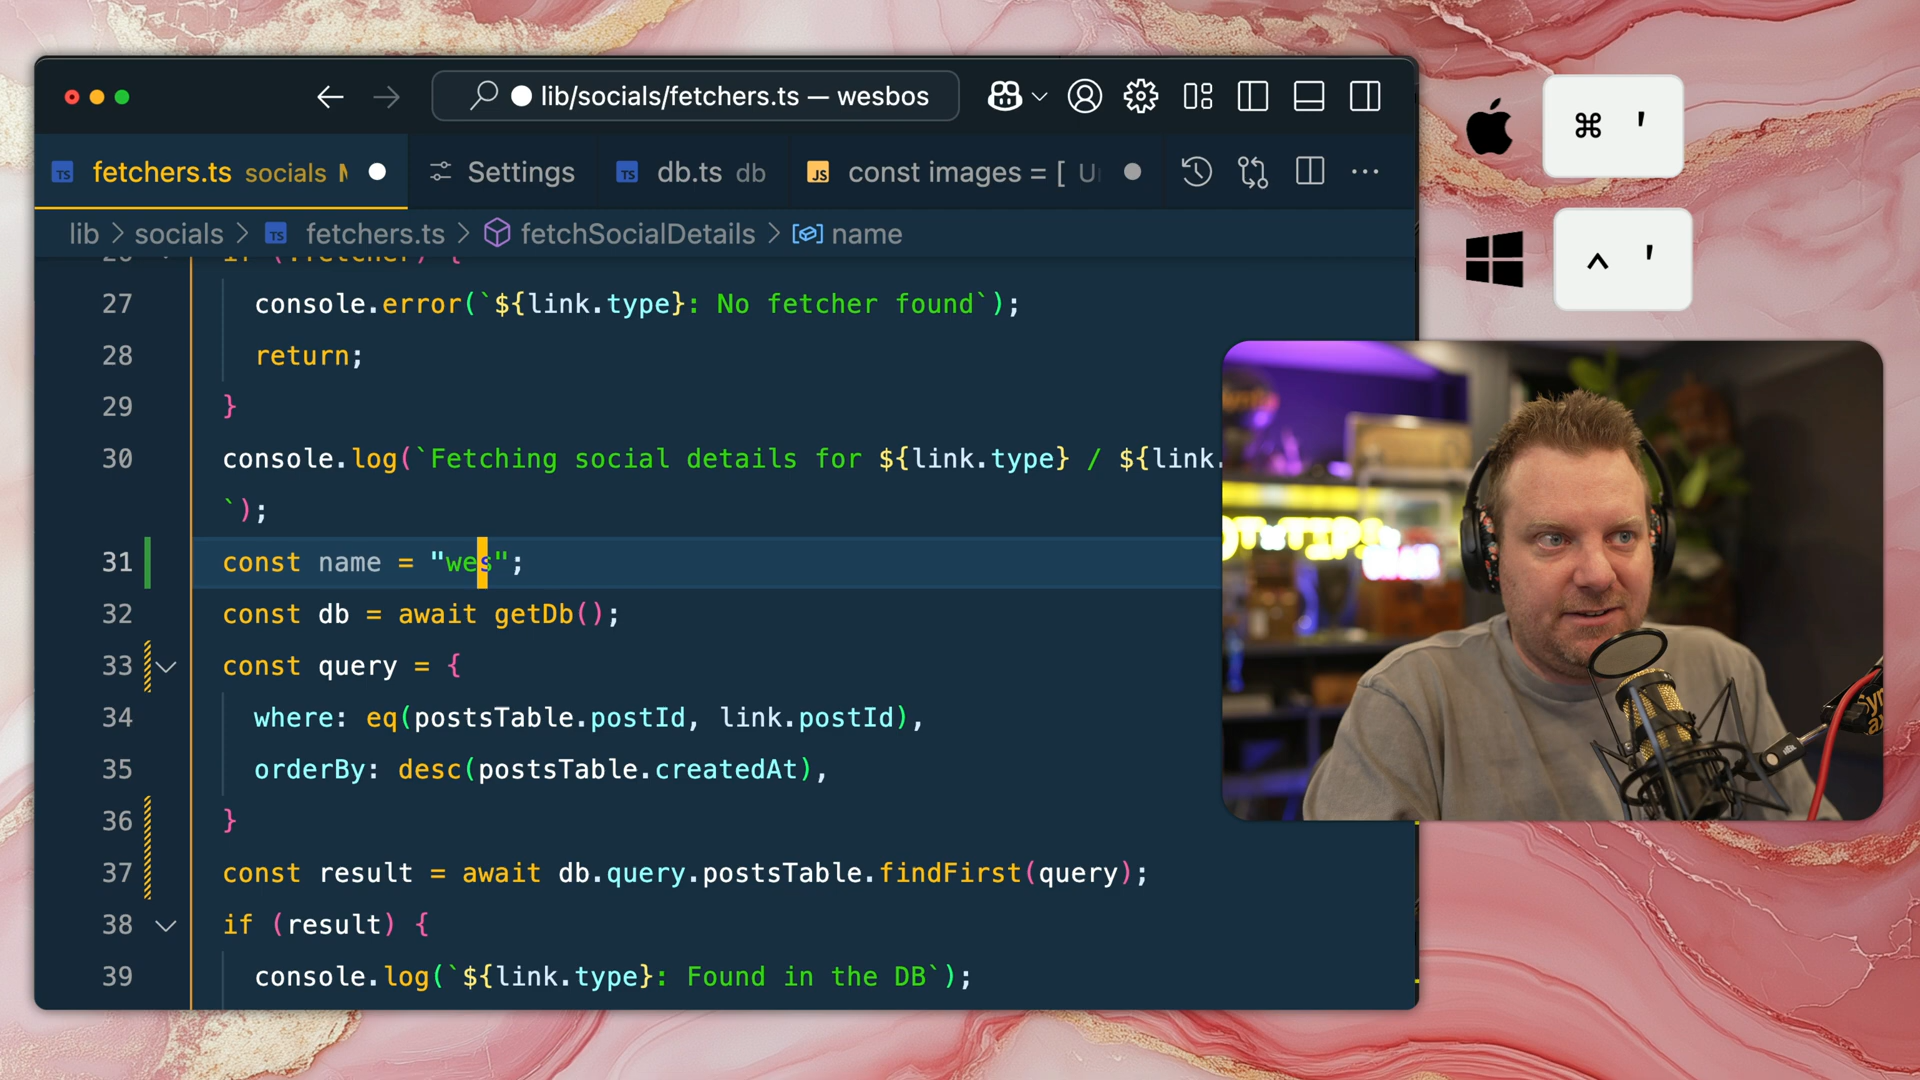 lib/socials/fetchers.ts — wesbos
TS fetchers.ts socials
Settings
TS db.ts db
JS const images = [
lib > socials > TS fetchers.ts > fetchSocialDetails > name
27 console.error(`${link.type}: No fetcher found`);
28 return;
29 }
30 console.log(`Fetching social details for ${link.type} / ${link.
`);
31 const name = "wes";
32 const db = await getDb();
33 const query = {
34 where: eq(postsTable.postId, link.postId),
35 orderBy: desc(postsTable.createdAt),
36 }
37 const result = await db.query.postsTable.findFirst(query);
38 if (result) {
39 console.log(`${link.type}: Found in the DB`);
⌘ '
^ '